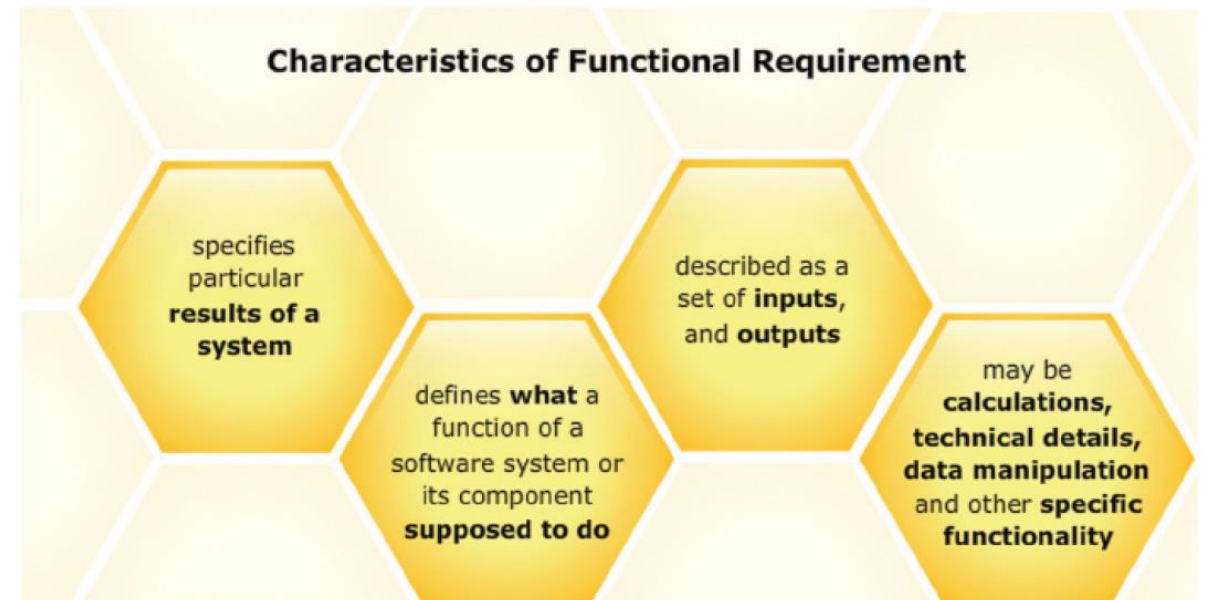 Characteristics of Functional Requirement
specifies
particular
results of a
system
defines what a
function of a
software system or
its component
supposed to do
described as a
set of inputs,
and outputs
may be
calculations,
technical details,
data manipulation
and other specific
functionality